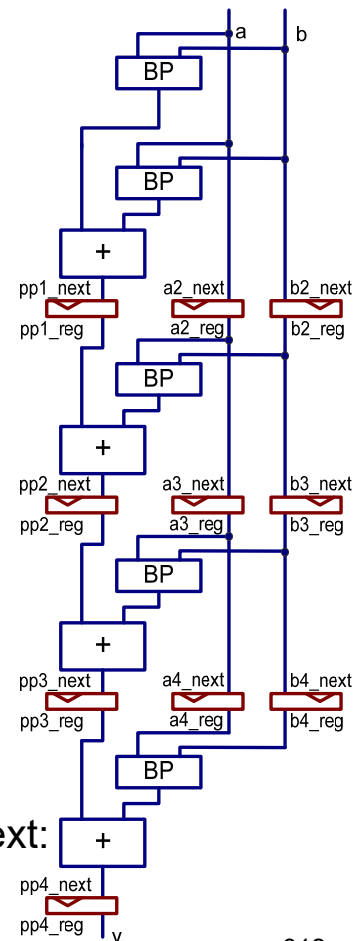 a b
BP
BP
+
pp1_next a2_next b2_next
pp1_reg a2_reg b2_reg
BP
+
pp2_next a3_next b3_next
pp2_reg a3_reg b3_reg
BP
+
pp3_next a4_next b4_next
pp3_reg a4_reg b4_reg
BP
ext: +
pp4_next
pp4_reg
y